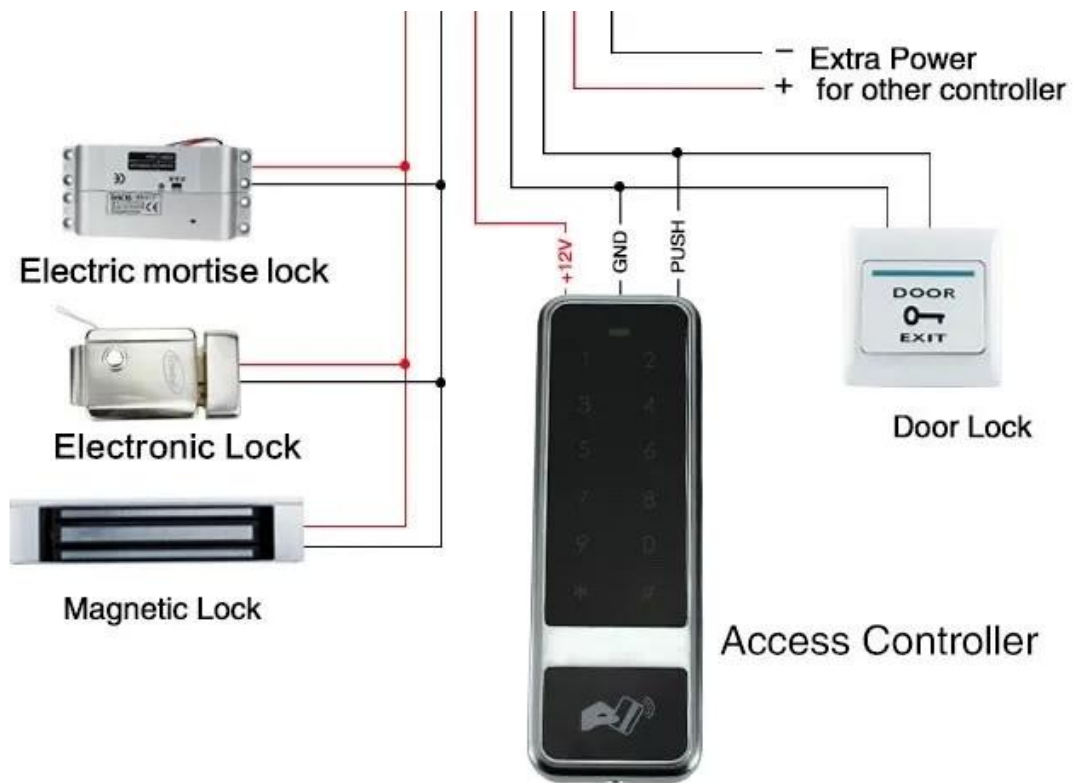 − Extra Power
+ for other controller
Electric mortise lock
+12V
GND
PUSH
DOOR
EXIT
Electronic Lock
Door Lock
Magnetic Lock
1 2
3 4
5 6
7 8
9 0
* #
Access Controller